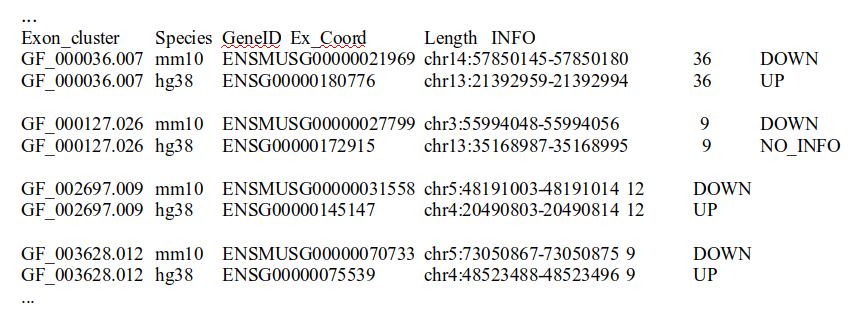 ...
Exon_cluster Species GeneID Ex_Coord Length INFO
GF_000036.007 mm10 ENSMUSG00000021969 chr14:57850145-57850180 36 DOWN
GF_000036.007 hg38 ENSG00000180776 chr13:21392959-21392994 36 UP
GF_000127.026 mm10 ENSMUSG00000027799 chr3:55994048-55994056 9 DOWN
GF_000127.026 hg38 ENSG00000172915 chr13:35168987-35168995 9 NO_INFO
GF_002697.009 mm10 ENSMUSG00000031558 chr5:48191003-48191014 12 DOWN
GF_002697.009 hg38 ENSG00000145147 chr4:20490803-20490814 12 UP
GF_003628.012 mm10 ENSMUSG00000070733 chr5:73050867-73050875 9 DOWN
GF_003628.012 hg38 ENSG00000075539 chr4:48523488-48523496 9 UP
...